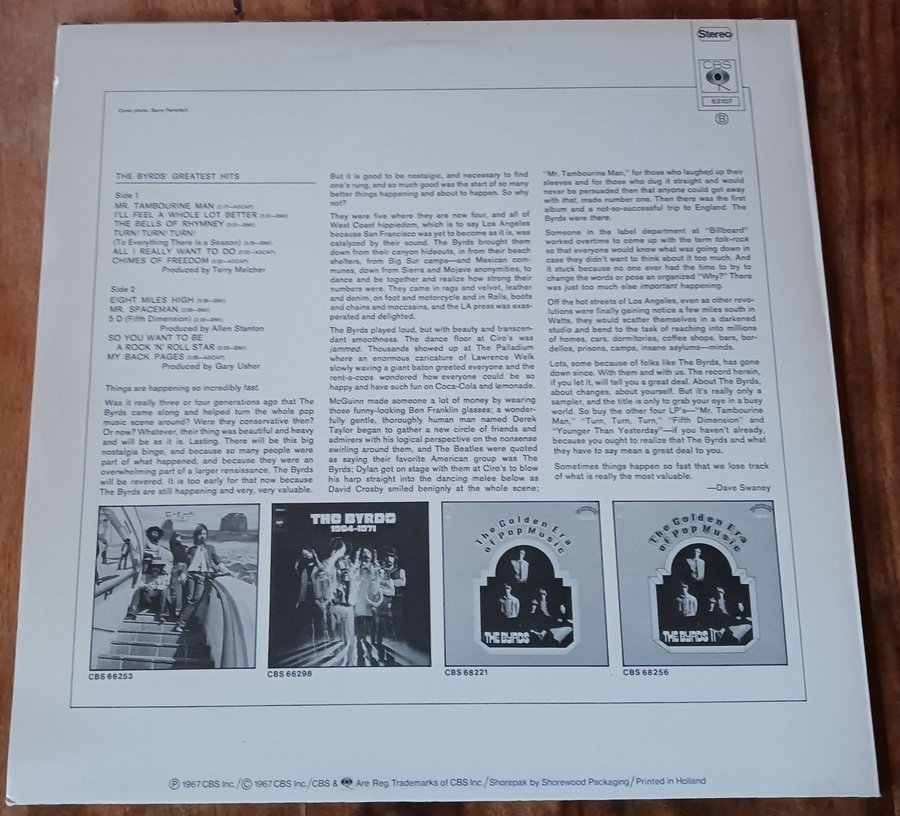 Stereo
CBS
63107
B
THE BYRDS' GREATEST HITS
Side 1
MR. TAMBOURINE MAN
I'LL FEEL A WHOLE LOT BETTER
THE BELLS OF RHYMNEY
TURN! TURN! TURN!
(To Everything There Is a Season)
ALL I REALLY WANT TO DO
CHIMES OF FREEDOM
Produced by Terry Melcher
Side 2
EIGHT MILES HIGH
MR. SPACEMAN
5 D (Fifth Dimension)
Produced by Allen Stanton
SO YOU WANT TO BE
A ROCK 'N' ROLL STAR
MY BACK PAGES
Produced by Gary Usher
Things are happening so incredibly fast.
Was it really three or four generations ago that The
Byrds came along and helped turn the whole pop
music scene around? Were they conservative then?
Or now? Whatever, their thing was beautiful and heavy
and will be as it is. Lasting. There will be this big
nostalgia binge, and because so many people were
part of what happened, and because they were an
overwhelming part of a larger renaissance, The Byrds
will be revered. It is too early for that now because
The Byrds are still happening and very, very valuable.
But it is good to be nostalgic, and necessary to find
one's rung, and so much good was the start of so many
better things happening and about to happen. So why
not?
They were five where they are now four, and all of
West Coast hippiedom, which is to say Los Angeles
because San Francisco was yet to become as it is, was
catalyzed by their sound. The Byrds brought them
down from their canyon hideouts, in from their beach
shelters, from Big Sur camps—and Mexican com-
munes, down from Sierra and Mojave anonymities, to
dance and be together and realize how strong their
numbers were. They came in rags and velvet, leather
and denim, on foot and motorcycle and in Rolls, boots
and chains and moccasins, and the LA press was exas-
perated and delighted.
The Byrds played loud, but with beauty and transcen-
dant smoothness. The dance floor at Ciro's was
jammed. Thousands showed up at The Palladium
where an enormous caricature of Lawrence Welk
slowly waving a giant baton greeted everyone and the
rent-a-cops wondered how everyone could be so
happy and have such fun on Coca-Cola and lemonade.
McGuinn made someone a lot of money by wearing
those funny-looking Ben Franklin glasses; a wonder-
fully gentle, thoroughly human man named Derek
Taylor began to gather a new circle of friends and
admirers with his logical perspective on the nonsense
swirling around them, and The Beatles were quoted
as saying their favorite American group was The
Byrds; Dylan got on stage with them at Ciro's to blow
his harp straight into the dancing melee below as
David Crosby smiled benignly at the whole scene;
"Mr. Tambourine Man," for those who laughed up their
sleeves and for those who dug it straight and would
never be persuaded then that anyone could get away
with that, made number one. Then there was the first
album and a not-so-successful trip to England. The
Byrds were there.
Someone in the label department at "Billboard"
worked overtime to come up with the term folk-rock
so that everyone would know what was going down in
case they didn't want to think about it too much. And
it stuck because no one ever had the time to try to
change the words or pose an organized "Why?" There
was just too much else important happening.
Off the hot streets of Los Angeles, even as other revo-
lutions were finally gaining notice a few miles south in
Watts, they would scatter themselves in a darkened
studio and bend to the task of reaching into millions
of homes, cars, dormitories, coffee shops, bars, bor-
dellos, prisons, camps, insane asylums—minds.
Lots, some because of folks like The Byrds, has gone
down since. With them and with us. The record herein,
if you let it, will tell you a great deal. About The Byrds,
about changes, about yourself. But it's really only a
sampler, and the title is only to grab your eye in a busy
world. So buy the other four LP's—"Mr. Tambourine
Man," "Turn, Turn, Turn," "Fifth Dimension" and
"Younger Than Yesterday"—if you haven't already,
because you ought to realize that The Byrds and what
they have to say mean a great deal to you.
Sometimes things happen so fast that we lose track
of what is really the most valuable.
—Dave Swaney
THE BYRDS
1964-1971
The Golden Era
of Pop Music
THE BYRDS
The Golden Era
of Pop Music
THE BYRDS II
CBS 66253
CBS 66298
CBS 68221
CBS 68256
Ⓟ 1967 CBS Inc./Ⓒ 1967 CBS Inc./CBS & Are Reg. Trademarks of CBS Inc./Shorepak by Shorewood Packaging/Printed in Holland